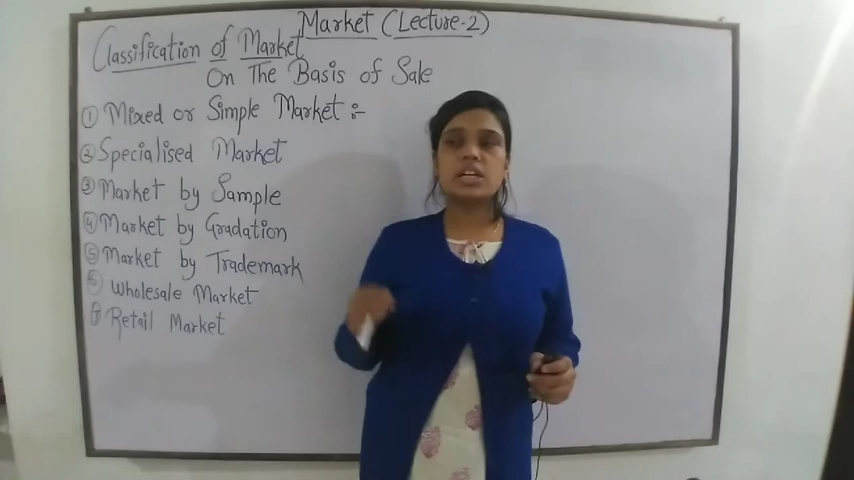 Market (Lecture-2)
Classification of Market
On The Basis of Sale
① Mixed or Simple Market :-
② Specialised Market
③ Market by Sample
④ Market by Gradation
⑤ Market by Trademark
⑥ Wholesale Market
⑦ Retail Market